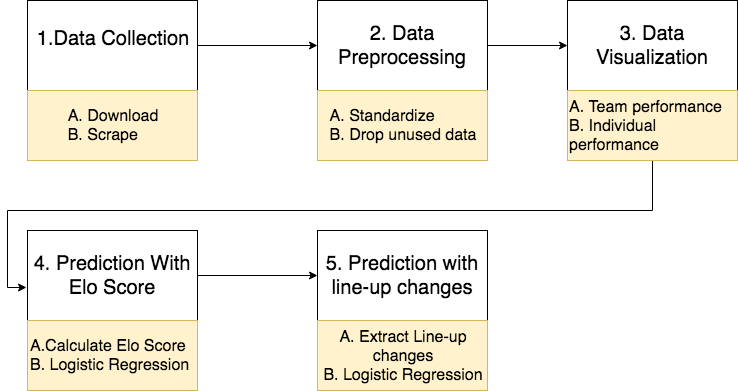 1.Data Collection
A. Download
B. Scrape
2. Data
Preprocessing
A. Standardize
B. Drop unused data
3. Data
Visualization
A. Team performance
B. Individual
performance
4. Prediction With
Elo Score
A.Calculate Elo Score
B. Logistic Regression
5. Prediction with
line-up changes
A. Extract Line-up
changes
B. Logistic Regression